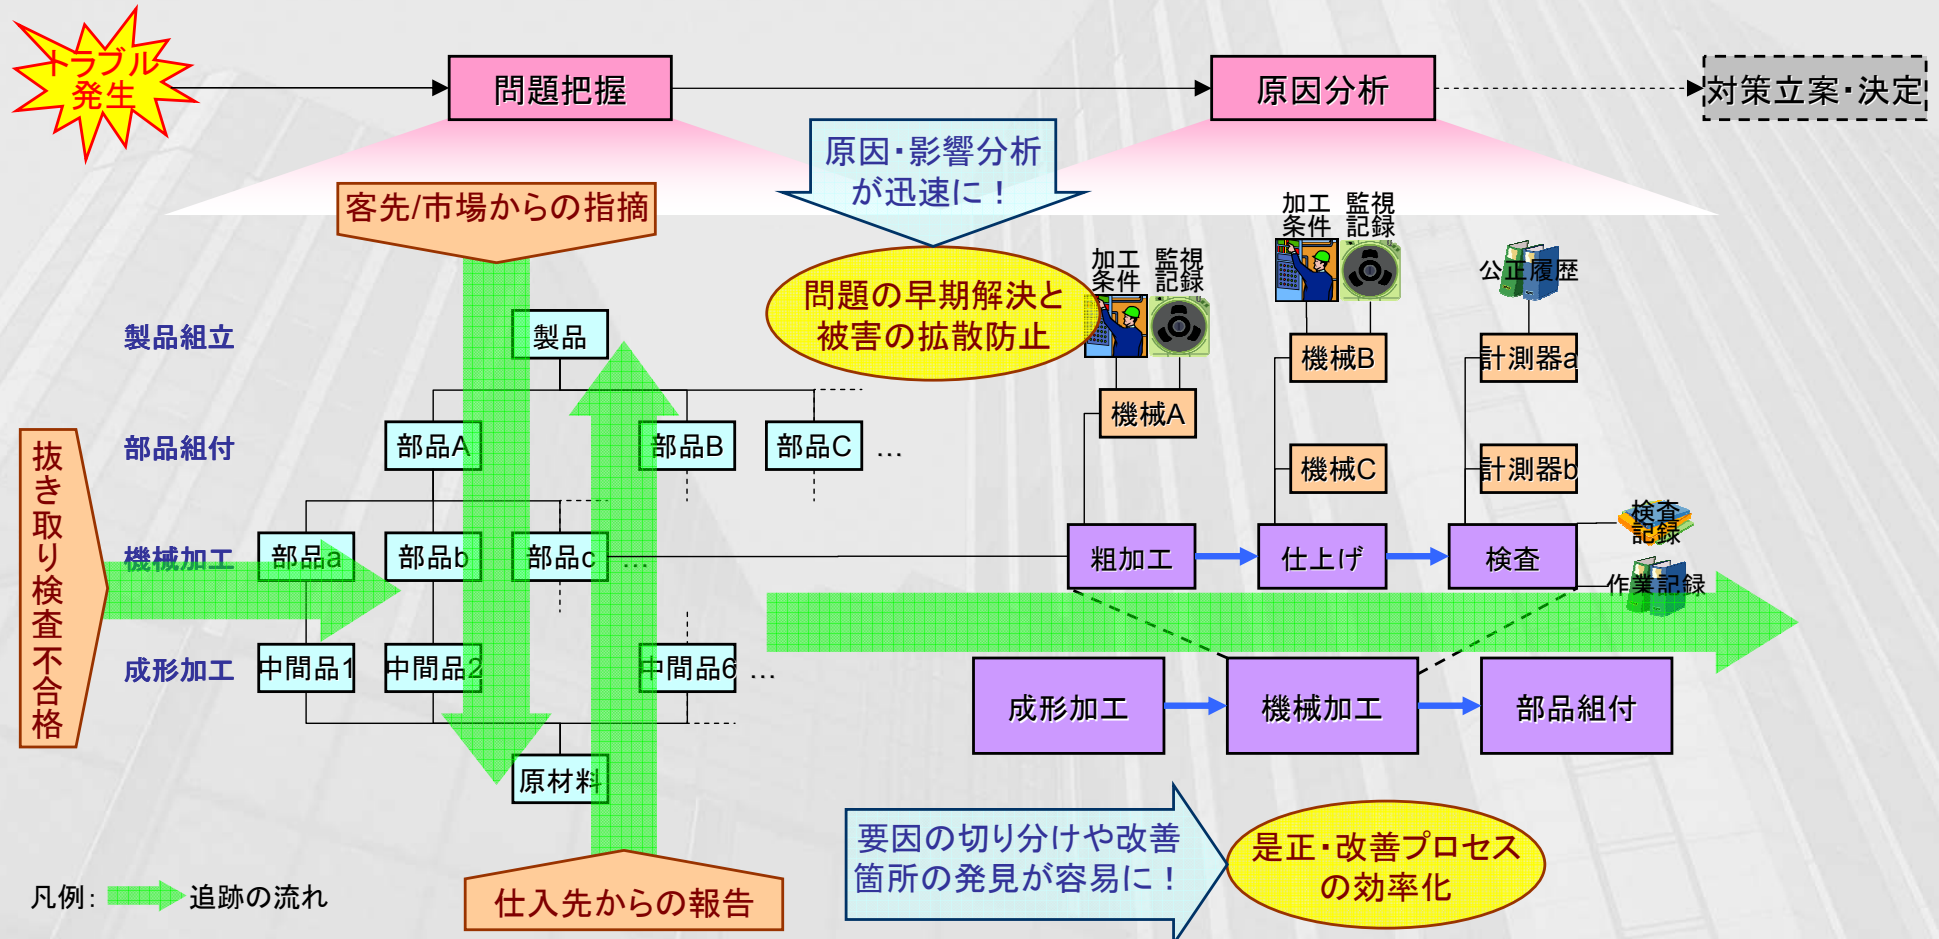 トラブル
発生
問題把握
原因分析
対策立案・決定
原因・影響分析
が迅速に！
客先/市場からの指摘
問題の早期解決と
被害の拡散防止
加工
条件
監視
記録
加工
条件
監視
記録
公正履歴
製品組立
製品
機械A
機械B
計測器a
部品組付
部品A
部品B
部品C
…
機械C
計測器b
抜き取り検査不合格
機械加工
部品a
部品b
部品c
…
粗加工
仕上げ
検査
検査
記録
作業記録
成形加工
中間品1
中間品2
中間品6
…
原材料
成形加工
機械加工
部品組付
要因の切り分けや改善
箇所の発見が容易に！
是正・改善プロセス
の効率化
仕入先からの報告
凡例：
追跡の流れ